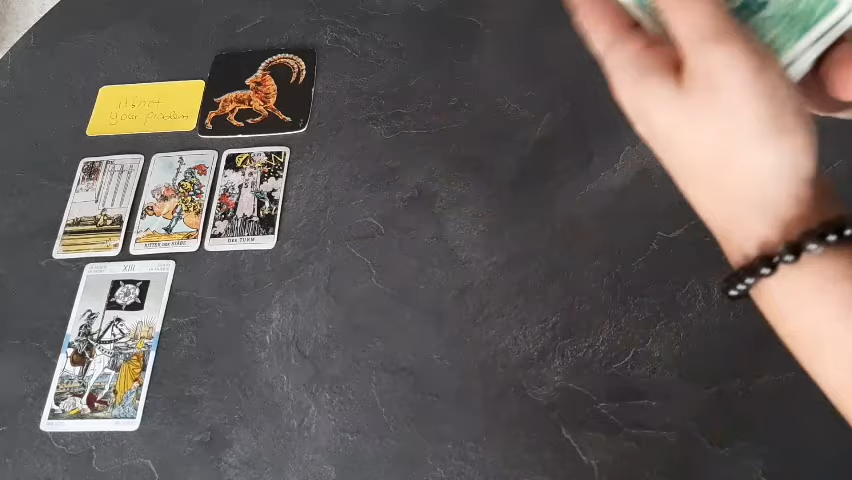 it's not
your problem
RITTER DER STÄBE
DER TURM
XIII